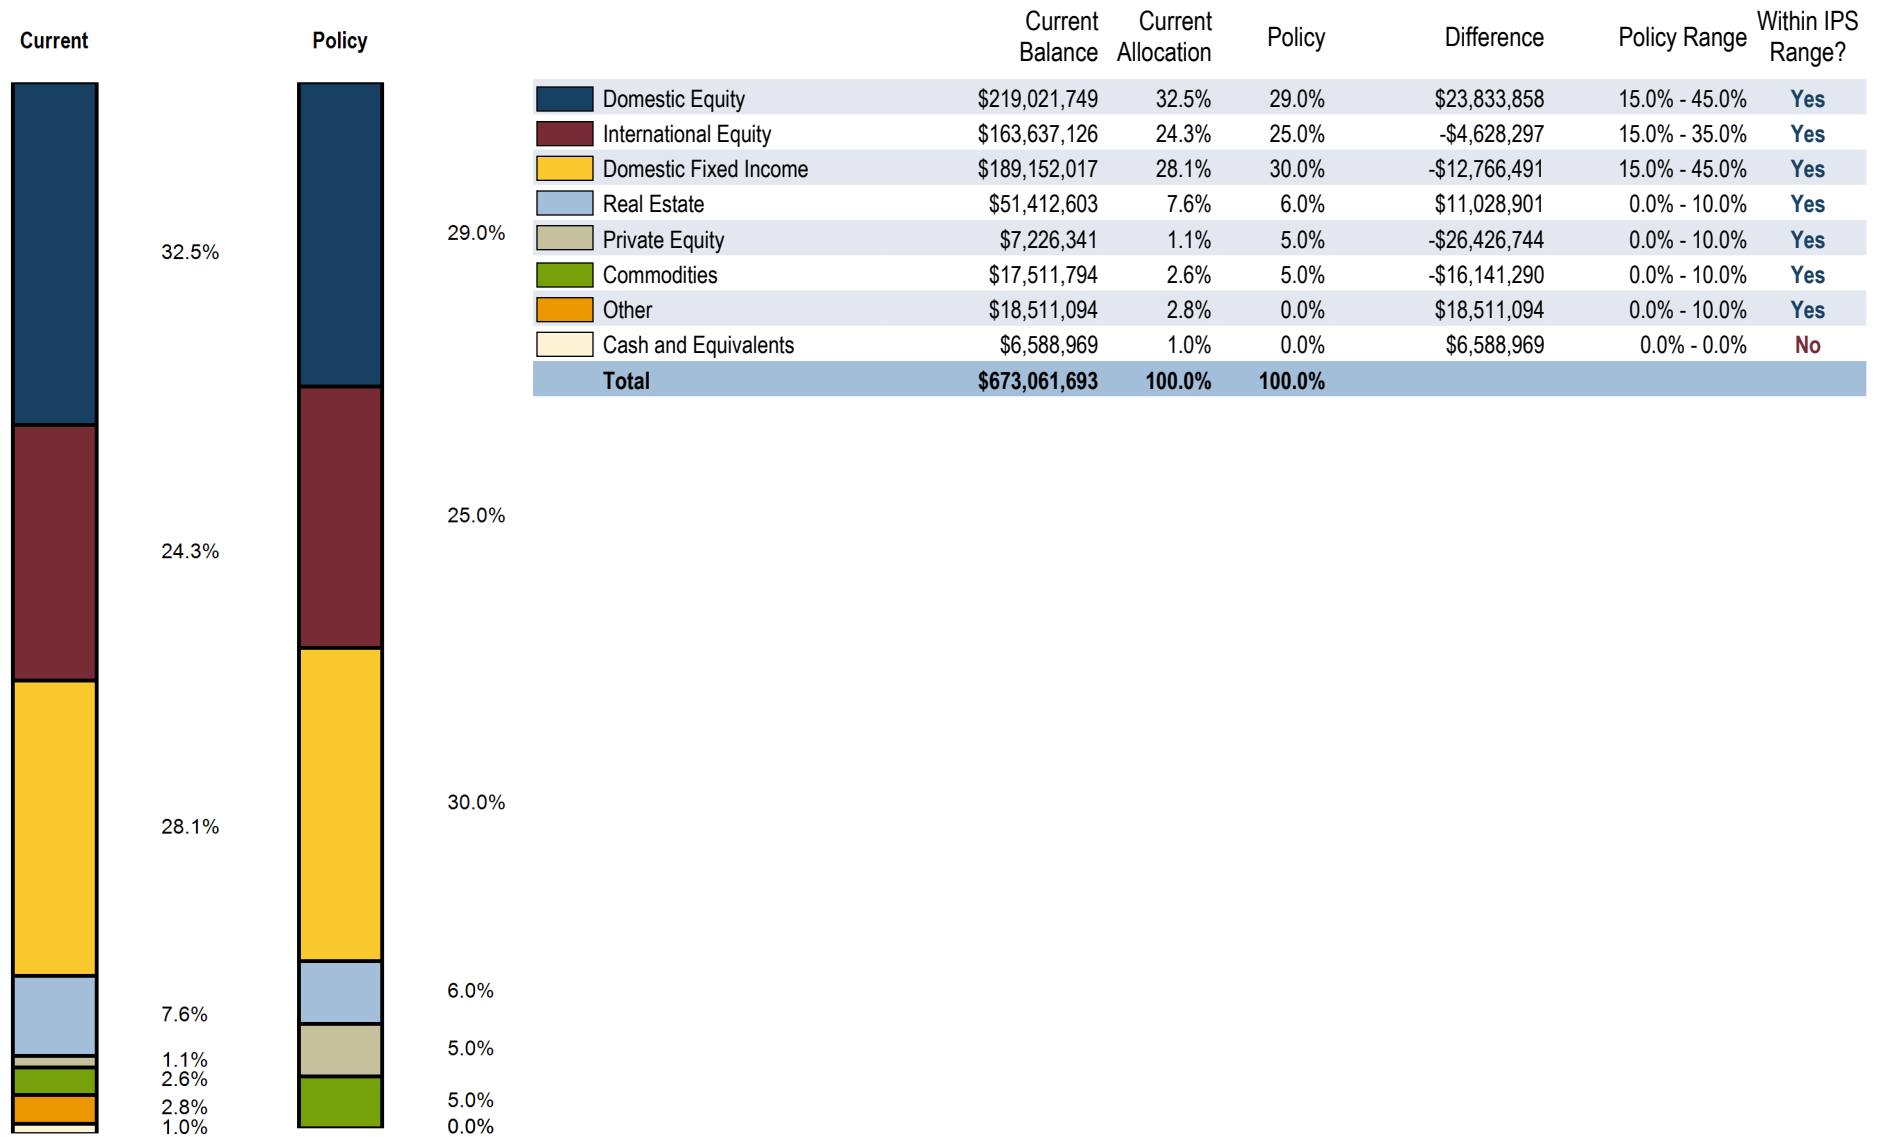 Current
Policy
32.5%
24.3%
28.1%
7.6%
1.1%
2.6%
2.8%
1.0%
29.0%
25.0%
30.0%
6.0%
5.0%
5.0%
0.0%
Current Balance Current Allocation Policy Difference Policy Range Within IPS Range?
Domestic Equity $219,021,749 32.5% 29.0% $23,833,858 15.0% - 45.0% Yes
International Equity $163,637,126 24.3% 25.0% -$4,628,297 15.0% - 35.0% Yes
Domestic Fixed Income $189,152,017 28.1% 30.0% -$12,766,491 15.0% - 45.0% Yes
Real Estate $51,412,603 7.6% 6.0% $11,028,901 0.0% - 10.0% Yes
Private Equity $7,226,341 1.1% 5.0% -$26,426,744 0.0% - 10.0% Yes
Commodities $17,511,794 2.6% 5.0% -$16,141,290 0.0% - 10.0% Yes
Other $18,511,094 2.8% 0.0% $18,511,094 0.0% - 10.0% Yes
Cash and Equivalents $6,588,969 1.0% 0.0% $6,588,969 0.0% - 0.0% No
Total $673,061,693 100.0% 100.0%